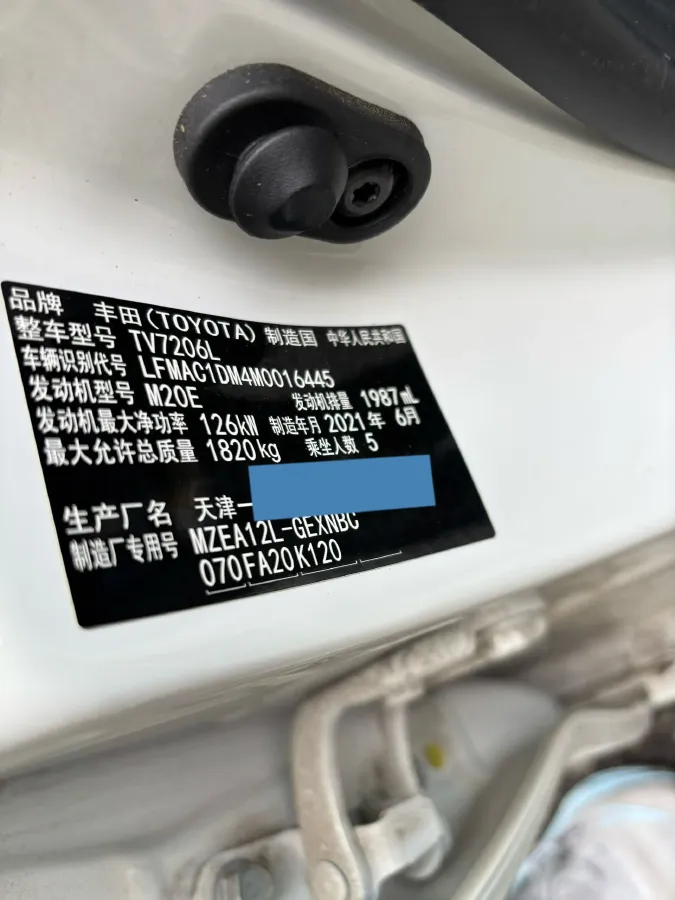 品牌 丰田(TOYOTA) 制造国 中华人民共和国
整车型号 TV7206L
车辆识别代号 LFMAC1DM4M0016445
发动机型号 M20E 发动机排量 1987mL
发动机最大净功率 126kW 制造年月 2021年 6月
最大允许总质量 1820kg 乘坐人数 5
生产厂名 天津一
制造厂专用号 MZEA12L-GEXNBC
070FA20K120